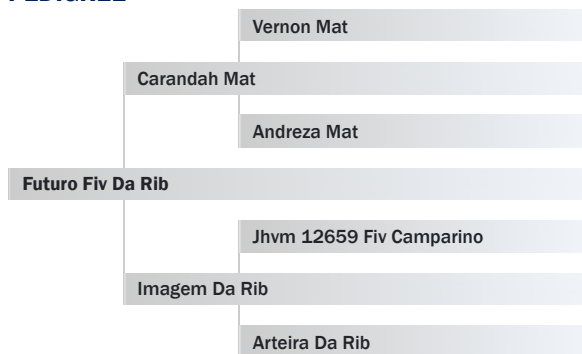 Vernon Mat
Carandah Mat
Andreza Mat
Futuro Fiv Da Rib
Jhvm 12659 Fiv Camparino
Imagem Da Rib
Arteira Da Rib